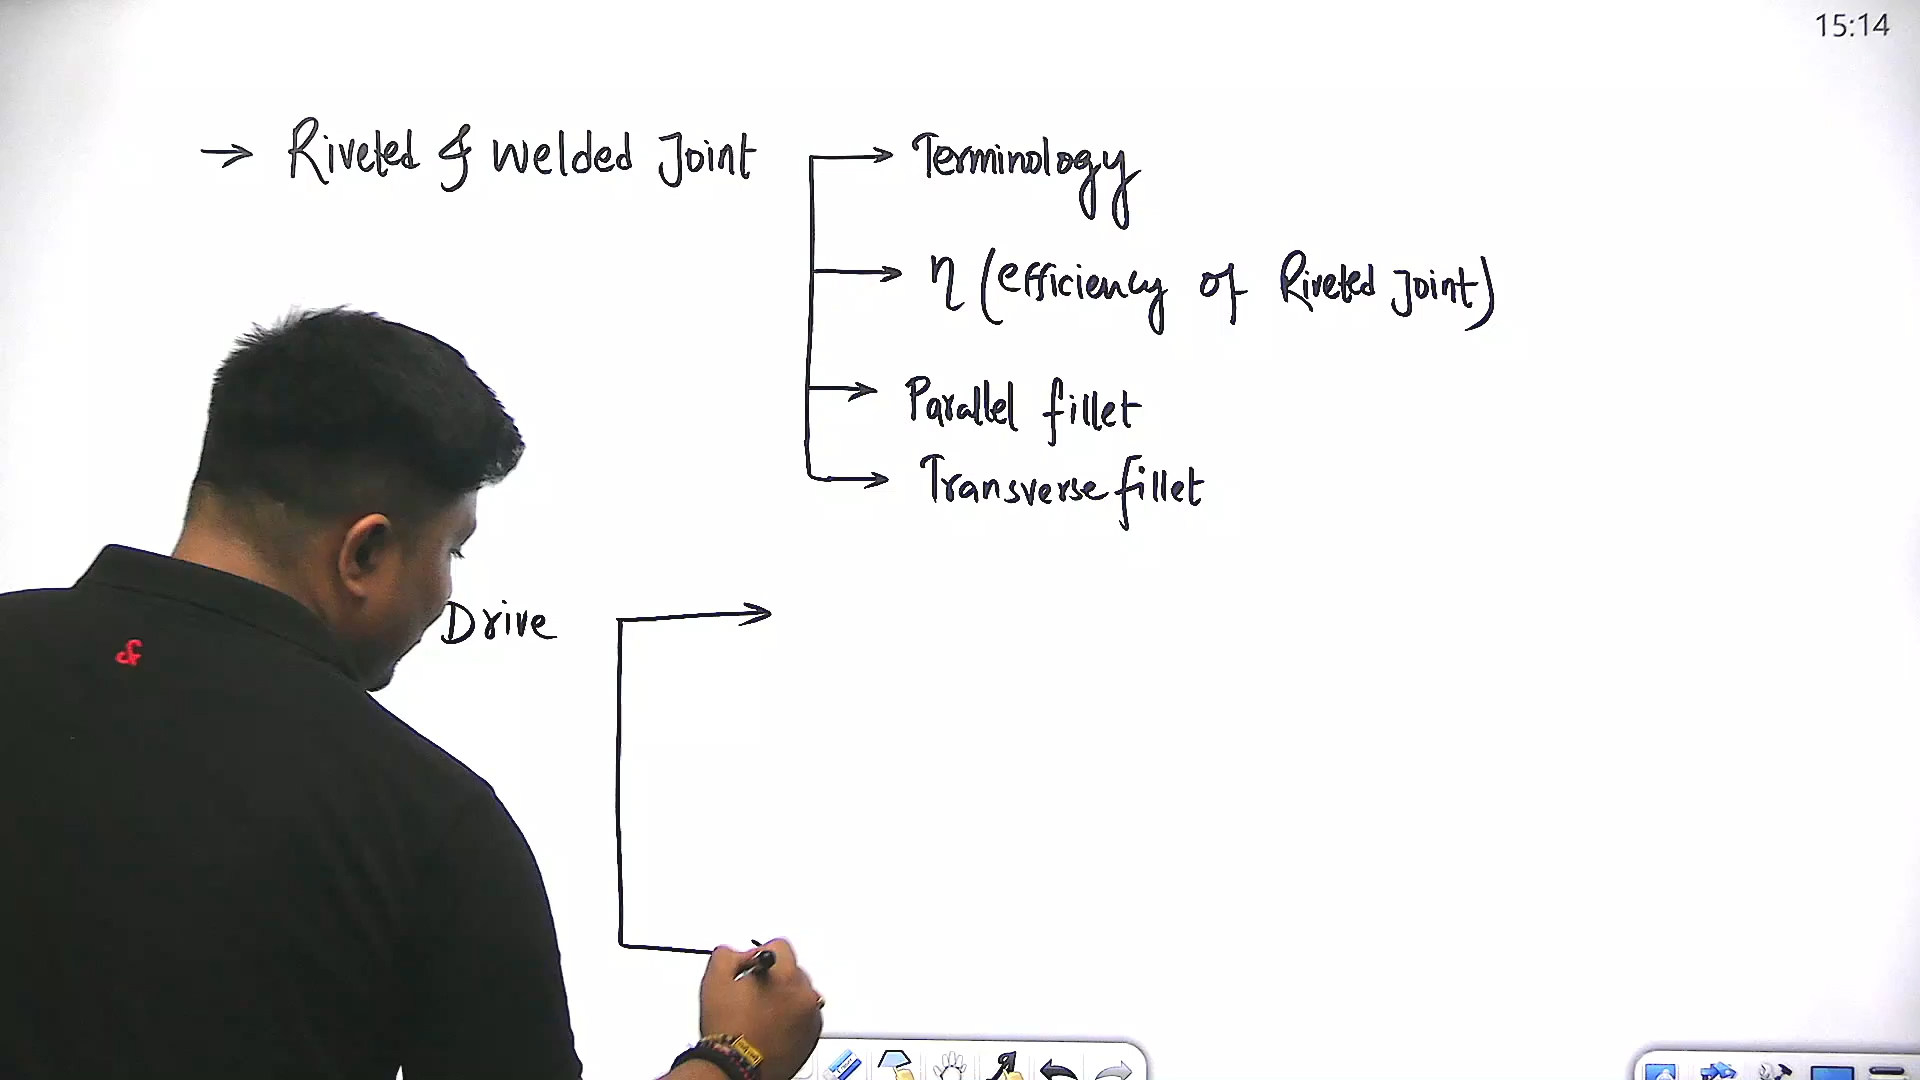 15:14
→ Riveted & Welded Joint
Terminology
η (efficiency of Riveted Joint)
Parallel fillet
Transverse fillet
Drive